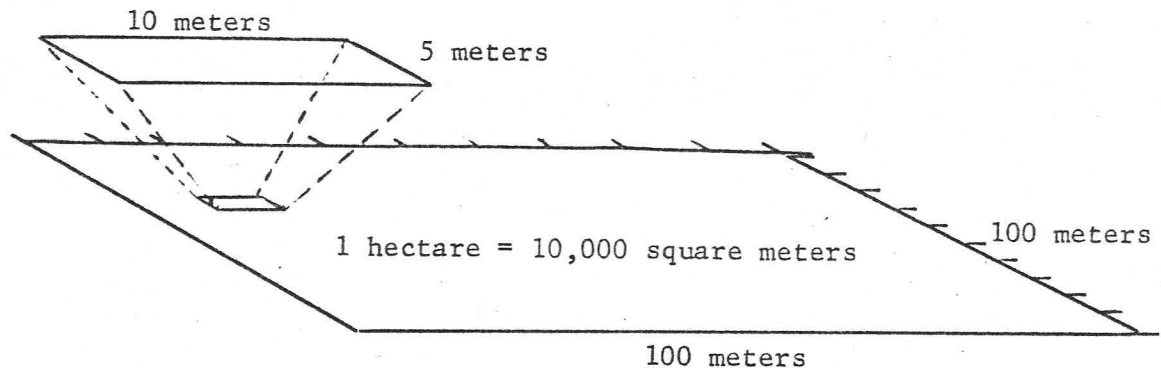 10 meters
5 meters
1 hectare = 10,000 square meters
100 meters
100 meters